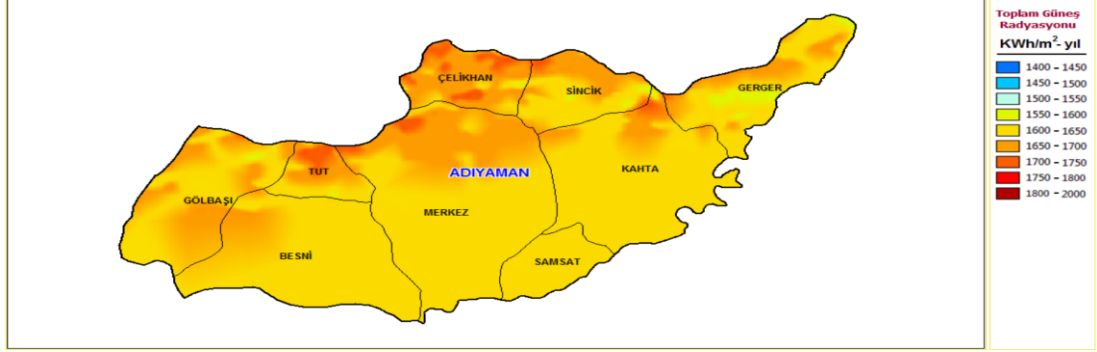 ÇELİKHAN
SİNCİK
GERGER
TUT
ADIYAMAN
KAHTA
GÖLBAŞI
MERKEZ
BESNİ
SAMSAT
Toplam Güneş
Radyasyonu
KWh/m²- yıl
1400 - 1450
1450 - 1500
1500 - 1550
1550 - 1600
1600 - 1650
1650 - 1700
1700 - 1750
1750 - 1800
1800 - 2000